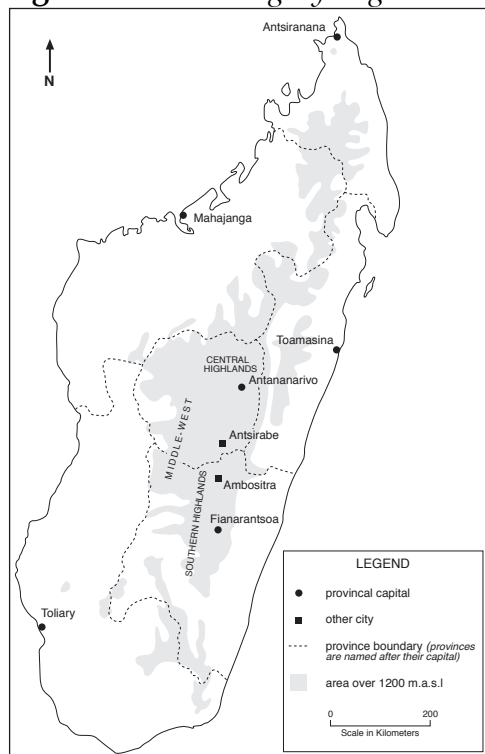 Antsiranana
N
Mahajanga
Toamasina
CENTRAL
HIGHLANDS
Antananarivo
MIDDLE-WEST
Antsirabe
Ambositra
SOUTHERN HIGHLANDS
Fianarantsoa
Toliary
LEGEND
provincal capital
other city
province boundary (provinces
are named after their capital)
area over 1200 m.a.s.l
0 200
Scale in Kilometers